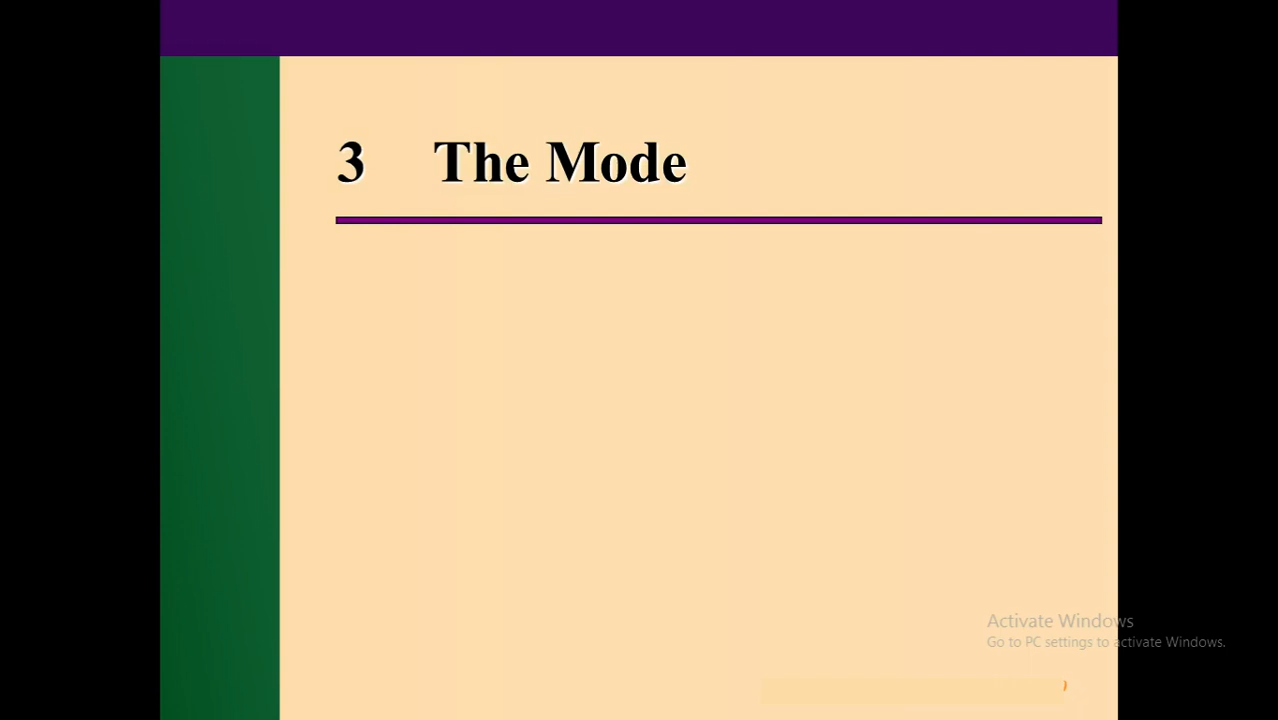 3 The Mode
Activate Windows
Go to PC settings to activate Windows.